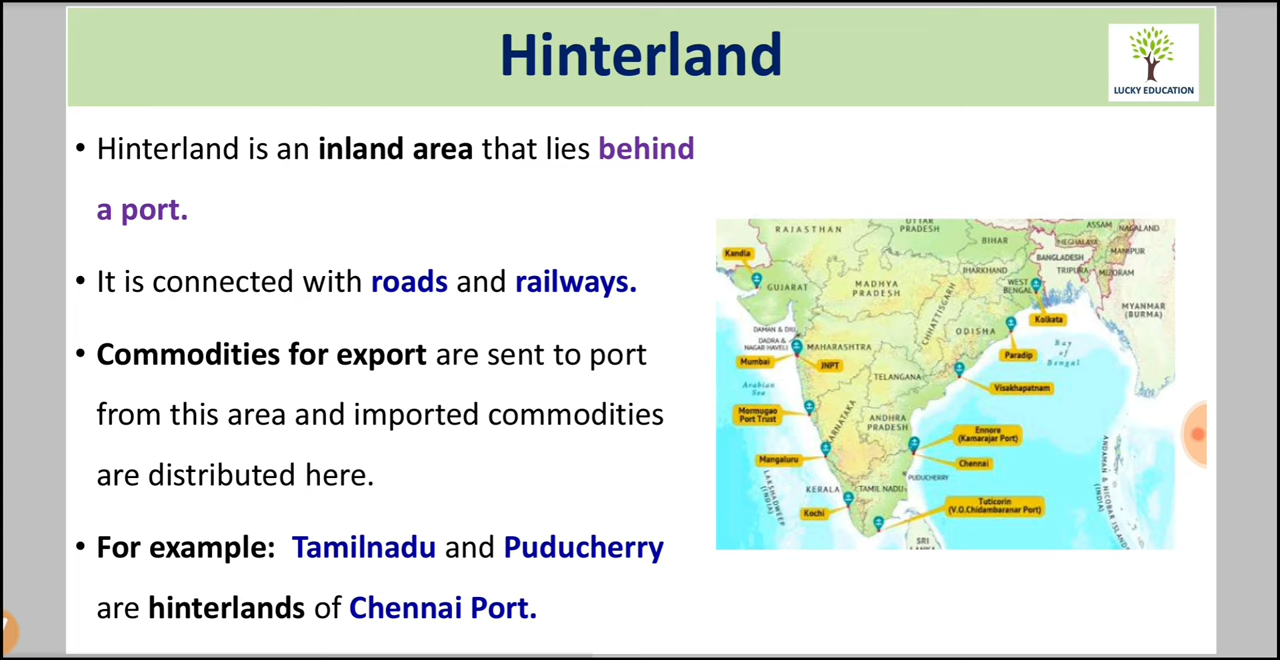 Hinterland
LUCKY EDUCATION
• Hinterland is an inland area that lies behind
a port.
• It is connected with roads and railways.
• Commodities for export are sent to port
from this area and imported commodities
are distributed here.
• For example: Tamilnadu and Puducherry
are hinterlands of Chennai Port.
RAJASTHAN
UTTAR
PRADESH
ASSAM
NAGALAND
BIHAR
MEGHALAYA
MANIPUR
Kandla
BANGLADESH
JHARKHAND
TRIPURA
MIZORAM
GUJARAT
MADHYA
PRADESH
WEST
BENGAL
MYANMAR
(BURMA)
CHHATTISGARH
Kolkata
DAMAN & DIU
ODISHA
DADRA &
NAGAR HAVELI
MAHARASHTRA
Bay
of
Bengal
Paradip
Mumbai
JNPT
TELANGANA
Visakhapatnam
Arabian
Sea
Mormugao
Port Trust
KARNATAKA
ANDHRA
PRADESH
Ennore
(Kamarajar Port)
Mangaluru
Chennai
PUDUCHERRY
LAKSHADWEEP
(INDIA)
KERALA
TAMIL NADU
ANDAMAN & NICOBAR ISLANDS
(INDIA)
Kochi
Tuticorin
(V.O.Chidambaranar Port)
SRI